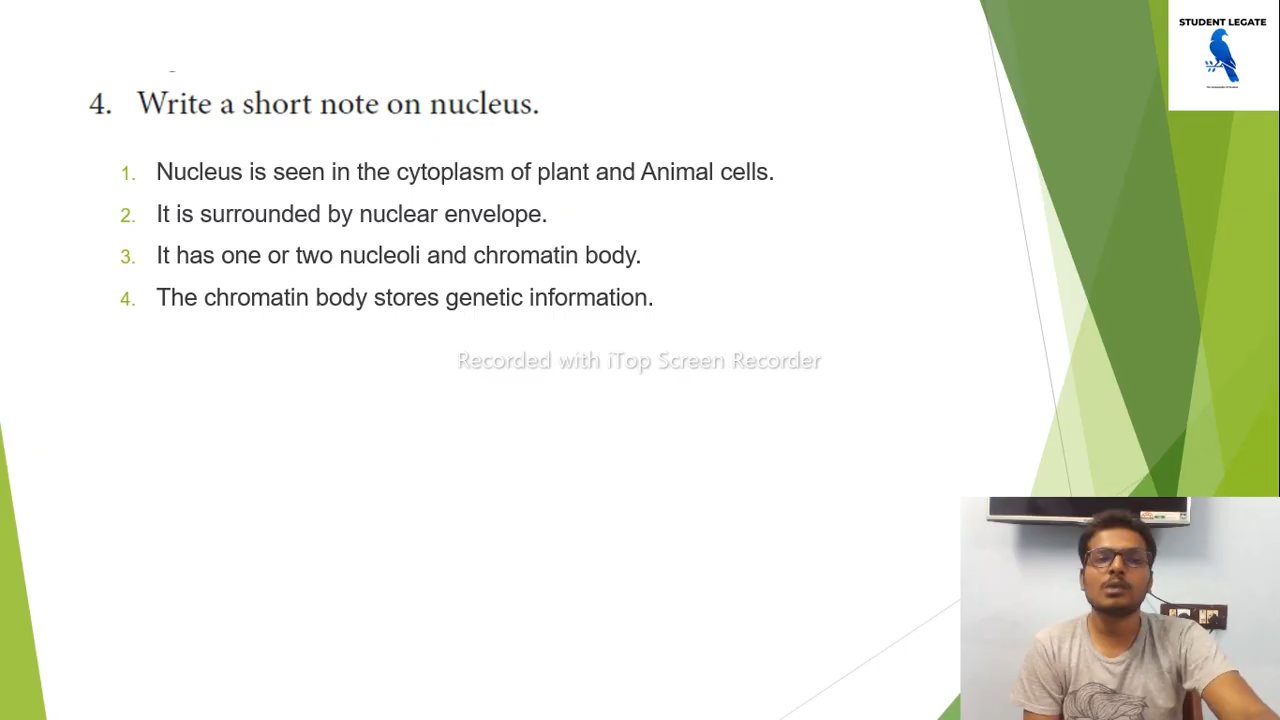 STUDENT LEGATE
4. Write a short note on nucleus.
1. Nucleus is seen in the cytoplasm of plant and Animal cells.
2. It is surrounded by nuclear envelope.
3. It has one or two nucleoli and chromatin body.
4. The chromatin body stores genetic information.
Recorded with iTop Screen Recorder